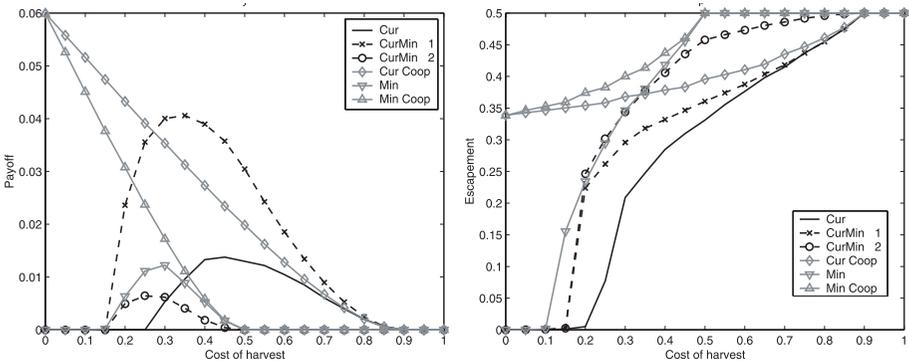 0.06
0.05
0.04
0.03
0.02
0.01
0
Payoff
0 0.1 0.2 0.3 0.4 0.5 0.6 0.7 0.8 0.9 1
Cost of harvest
Cur
CurMin 1
CurMin 2
Cur Coop
Min
Min Coop
0.5
0.45
0.4
0.35
0.3
0.25
0.2
0.15
0.1
0.05
0
Escapement
0 0.1 0.2 0.3 0.4 0.5 0.6 0.7 0.8 0.9 1
Cost of harvest
Cur
CurMin 1
CurMin 2
Cur Coop
Min
Min Coop